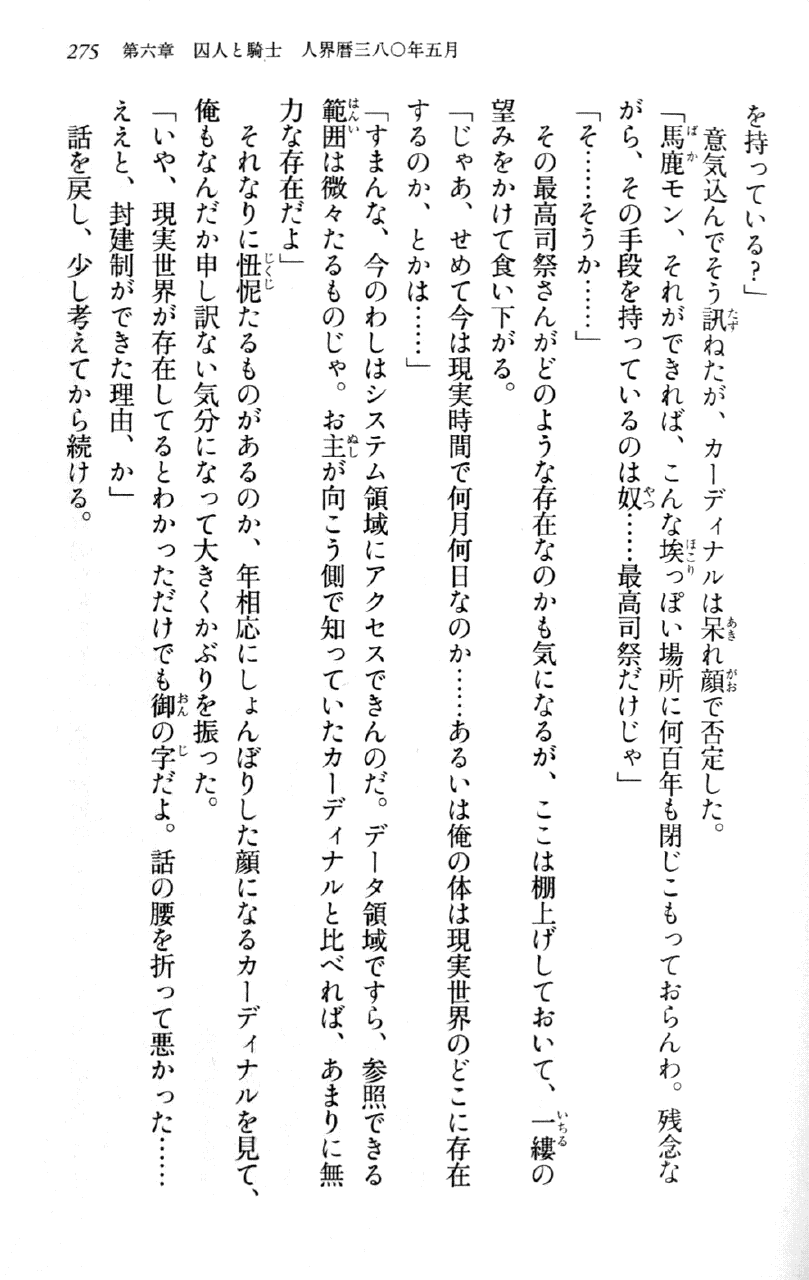 275　第六章　囚人と騎士　人界暦三八〇年五月
を持っている？」
　意気込んでそう訊ねたが、カーディナルは呆れ顔で否定した。
「馬鹿モン、それができれば、こんな埃っぽい場所に何百年も閉じこもっておらんわ。残念な
がら、その手段を持っているのは奴……最高司祭だけじゃ」
「そ……そうか……」
　その最高司祭さんがどのような存在なのかも気になるが、ここは棚上げしておいて、一縷の
望みをかけて食い下がる。
「じゃあ、せめて今は現実時間で何月何日なのか……あるいは俺の体は現実世界のどこに存在
するのか、とかは……」
「すまんな、今のわしはシステム領域にアクセスできんのだ。データ領域ですら、参照できる
範囲は微々たるものじゃ。お主が向こう側で知っていたカーディナルと比べれば、あまりに無
力な存在だよ」
　それなりに忸怩たるものがあるのか、年相応にしょんぼりした顔になるカーディナルを見て、
俺もなんだか申し訳ない気分になって大きくかぶりを振った。
「いや、現実世界が存在してるとわかっただけでも御の字だよ。話の腰を折って悪かった……
ええと、封建制ができた理由、か」
　話を戻し、少し考えてから続ける。